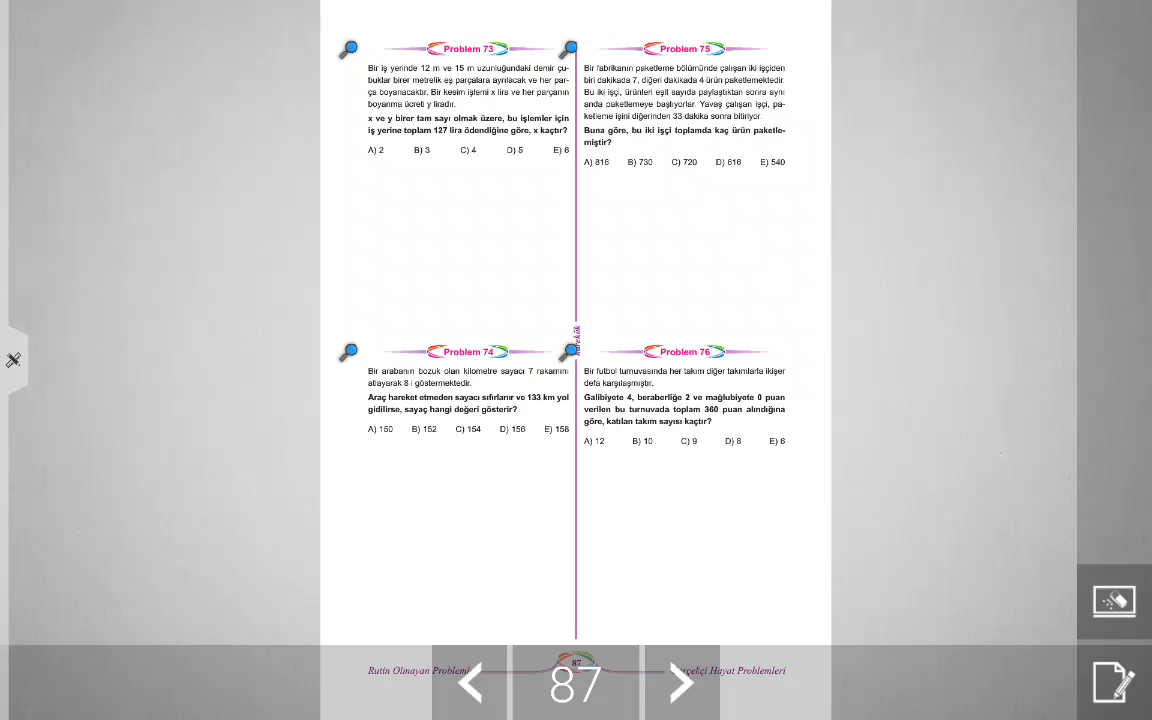 Problem 73
Bir iş yerinde 12 m ve 15 m uzunluğundaki demir çu-
buklar birer metrelik eş parçalara ayrılacak ve her par-
ça boyanacaktır. Bir kesim işlemi x lira ve her parçanın
boyanma ücreti y liradır.
x ve y birer tam sayı olmak üzere, bu işlemler için
iş yerine toplam 127 lira ödendiğine göre, x kaçtır?
A) 2 B) 3 C) 4 D) 5 E) 6
Problem 74
Bir arabanın bozuk olan kilometre sayacı 7 rakamını
atlayarak 8 i göstermektedir.
Araç hareket etmeden sayacı sıfırlanır ve 133 km yol
gidilirse, sayaç hangi değeri gösterir?
A) 150 B) 152 C) 154 D) 156 E) 158
karekök
Problem 75
Bir fabrikanın paketleme bölümünde çalışan iki işçiden
biri dakikada 7, diğeri dakikada 4 ürün paketlemektedir.
Bu iki işçi, ürünleri eşit sayıda paylaştıktan sonra aynı
anda paketlemeye başlıyorlar. Yavaş çalışan işçi, pa-
ketleme işini diğerinden 33 dakika sonra bitiriyor.
Buna göre, bu iki işçi toplamda kaç ürün paketle-
miştir?
A) 816 B) 730 C) 720 D) 616 E) 540
Problem 76
Bir futbol turnuvasında her takım diğer takımlarla ikişer
defa karşılaşmıştır.
Galibiyete 4, beraberliğe 2 ve mağlubiyete 0 puan
verilen bu turnuvada toplam 360 puan alındığına
göre, katılan takım sayısı kaçtır?
A) 12 B) 10 C) 9 D) 8 E) 6
Rutin Olmayan Probleml
87
rçekçi Hayat Problemleri
87